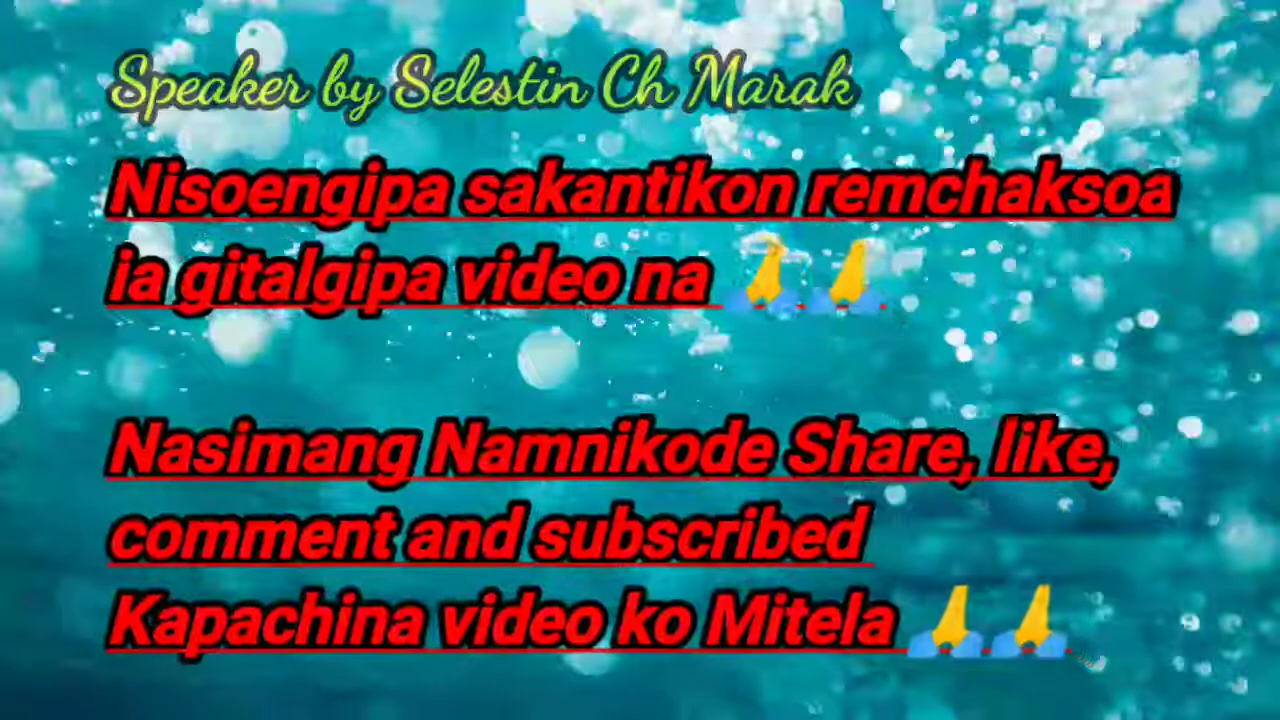 Speaker by Selestin Ch Marak
Nisoengipa sakantikon remchaksoa
ia gitalgipa video na 🙏🙏
Nasimang Namnikode Share, like,
comment and subscribed
Kapachina video ko Mitela 🙏🙏